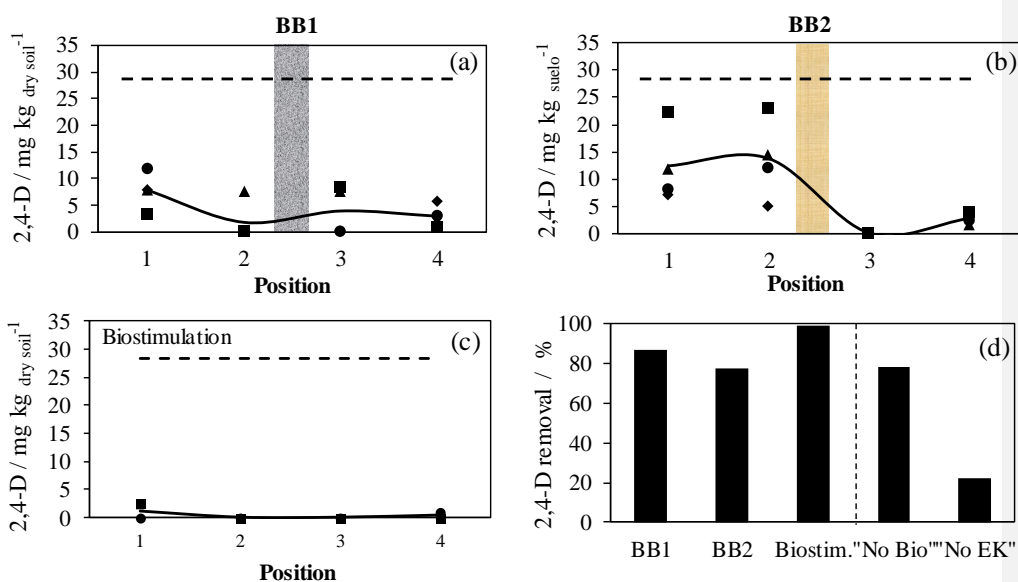 BB1
35
30
25
20
15
10
5
0
2,4-D / mg kg dry soil-1
(a)
1 2 3 4
Position
BB2
35
30
25
20
15
10
5
0
2,4-D / mg kg suelo-1
(b)
1 2 3 4
Position
35
30
25
20
15
10
5
0
2,4-D / mg kg dry soil-1
Biostimulation
(c)
1 2 3 4
Position
100
80
60
40
20
0
2,4-D removal / %
(d)
BB1 BB2 Biostim. "No Bio" "No EK"